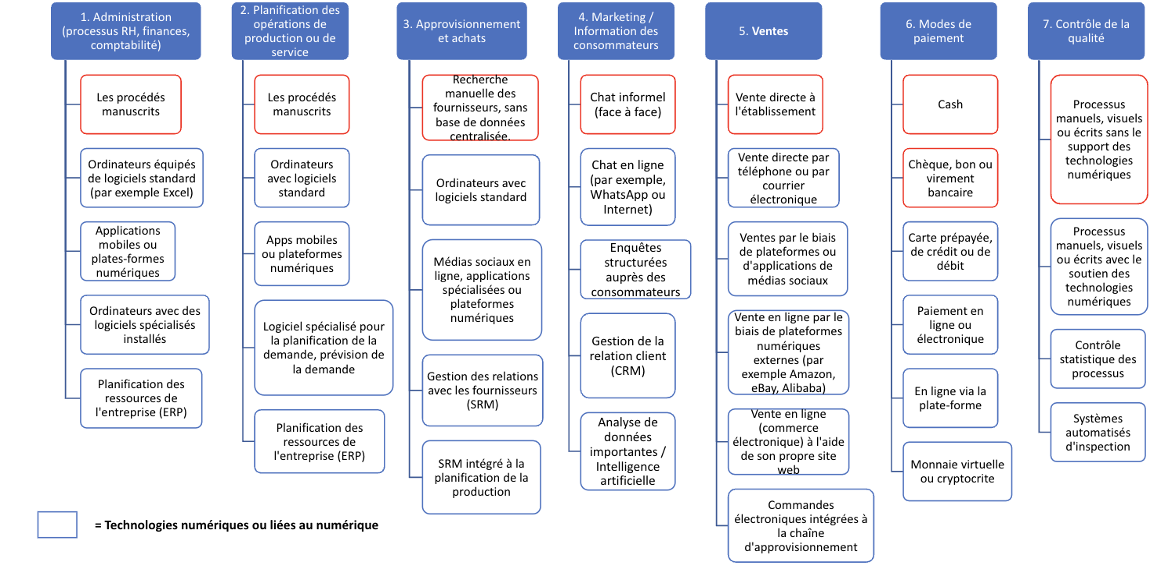 1. Administration
(processus RH, finances,
comptabilité)
Les procédés
manuscrits
Ordinateurs équipés
de logiciels standard
(par exemple Excel)
Applications
mobiles ou
plates-formes
numériques
Ordinateurs avec des
logiciels spécialisés
installés
Planification des
ressources de
l'entreprise (ERP)
2. Planification des
opérations de
production ou de
service
Les procédés
manuscrits
Ordinateurs
avec logiciels
standard
Apps mobiles
ou plateformes
numériques
Logiciel spécialisé pour
la planification de la
demande, prévision de
la demande
Planification des
ressources de
l'entreprise (ERP)
3. Approvisionnement
et achats
Recherche
manuelle des
fournisseurs, sans
base de données
centralisée.
Ordinateurs avec
logiciels standard
Médias sociaux en
ligne, applications
spécialisées ou
plateformes
numériques
Gestion des relations
avec les fournisseurs
(SRM)
SRM intégré à la
planification de la
production
4. Marketing /
Information des
consommateurs
Chat informel
(face à face)
Chat en ligne
(par exemple,
WhatsApp ou
Internet)
Enquêtes
structurées
auprès des
consommateurs
Gestion de la
relation client
(CRM)
Analyse de
données
importantes /
Intelligence
artificielle
5. Ventes
Vente directe à
l'établissement
Vente directe par
téléphone ou par
courrier
électronique
Ventes par le biais
de plateformes ou
d'applications de
médias sociaux
Vente en ligne par le
biais de plateformes
numériques
externes (par
exemple Amazon,
eBay, Alibaba)
Vente en ligne
(commerce
électronique) à l'aide
de son propre site
web
Commandes
électroniques intégrées à
la chaîne
d'approvisionnement
6. Modes de
paiement
Cash
Chèque, bon ou
virement
bancaire
Carte prépayée,
de crédit ou de
débit
Paiement en
ligne ou
électronique
En ligne via la
plate-forme
Monnaie virtuelle
ou cryptocrite
7. Contrôle de la
qualité
Processus
manuels, visuels
ou écrits sans le
support des
technologies
numériques
Processus
manuels, visuels
ou écrits avec le
soutien des
technologies
numériques
Contrôle
statistique des
processus
Systèmes
automatisés
d'inspection
= Technologies numériques ou liées au numérique